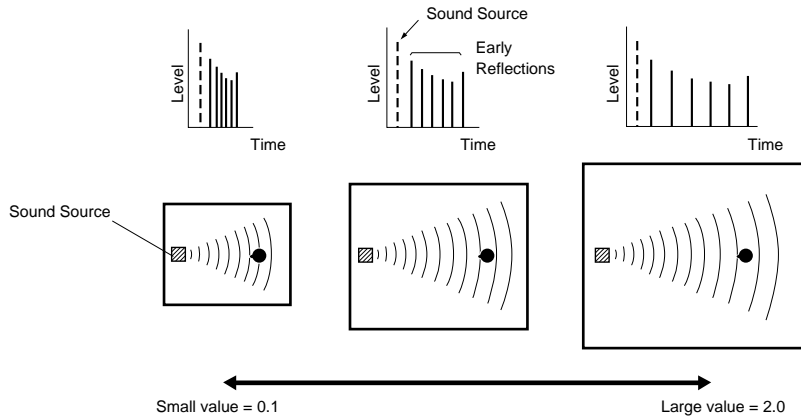 Sound Source
Early
Reflections
Level
Time
Level
Time
Level
Time
Sound Source
Small value = 0.1
Large value = 2.0